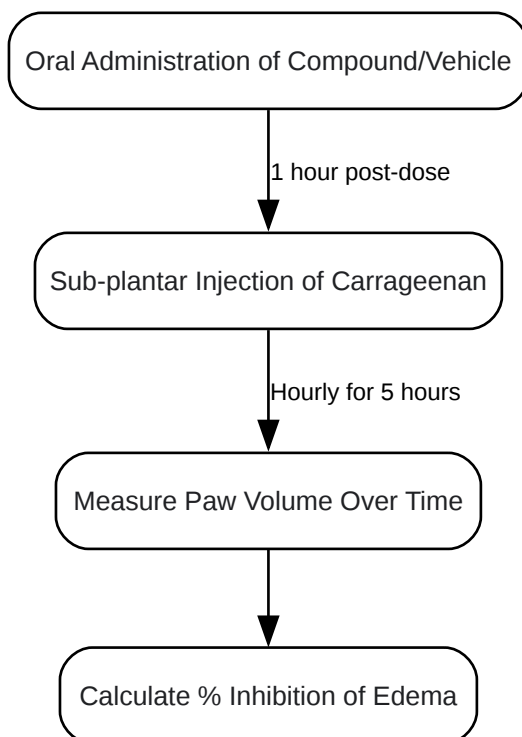 Oral Administration of Compound/Vehicle
1 hour post-dose
Sub-plantar Injection of Carrageenan
Hourly for 5 hours
Measure Paw Volume Over Time
Calculate % Inhibition of Edema